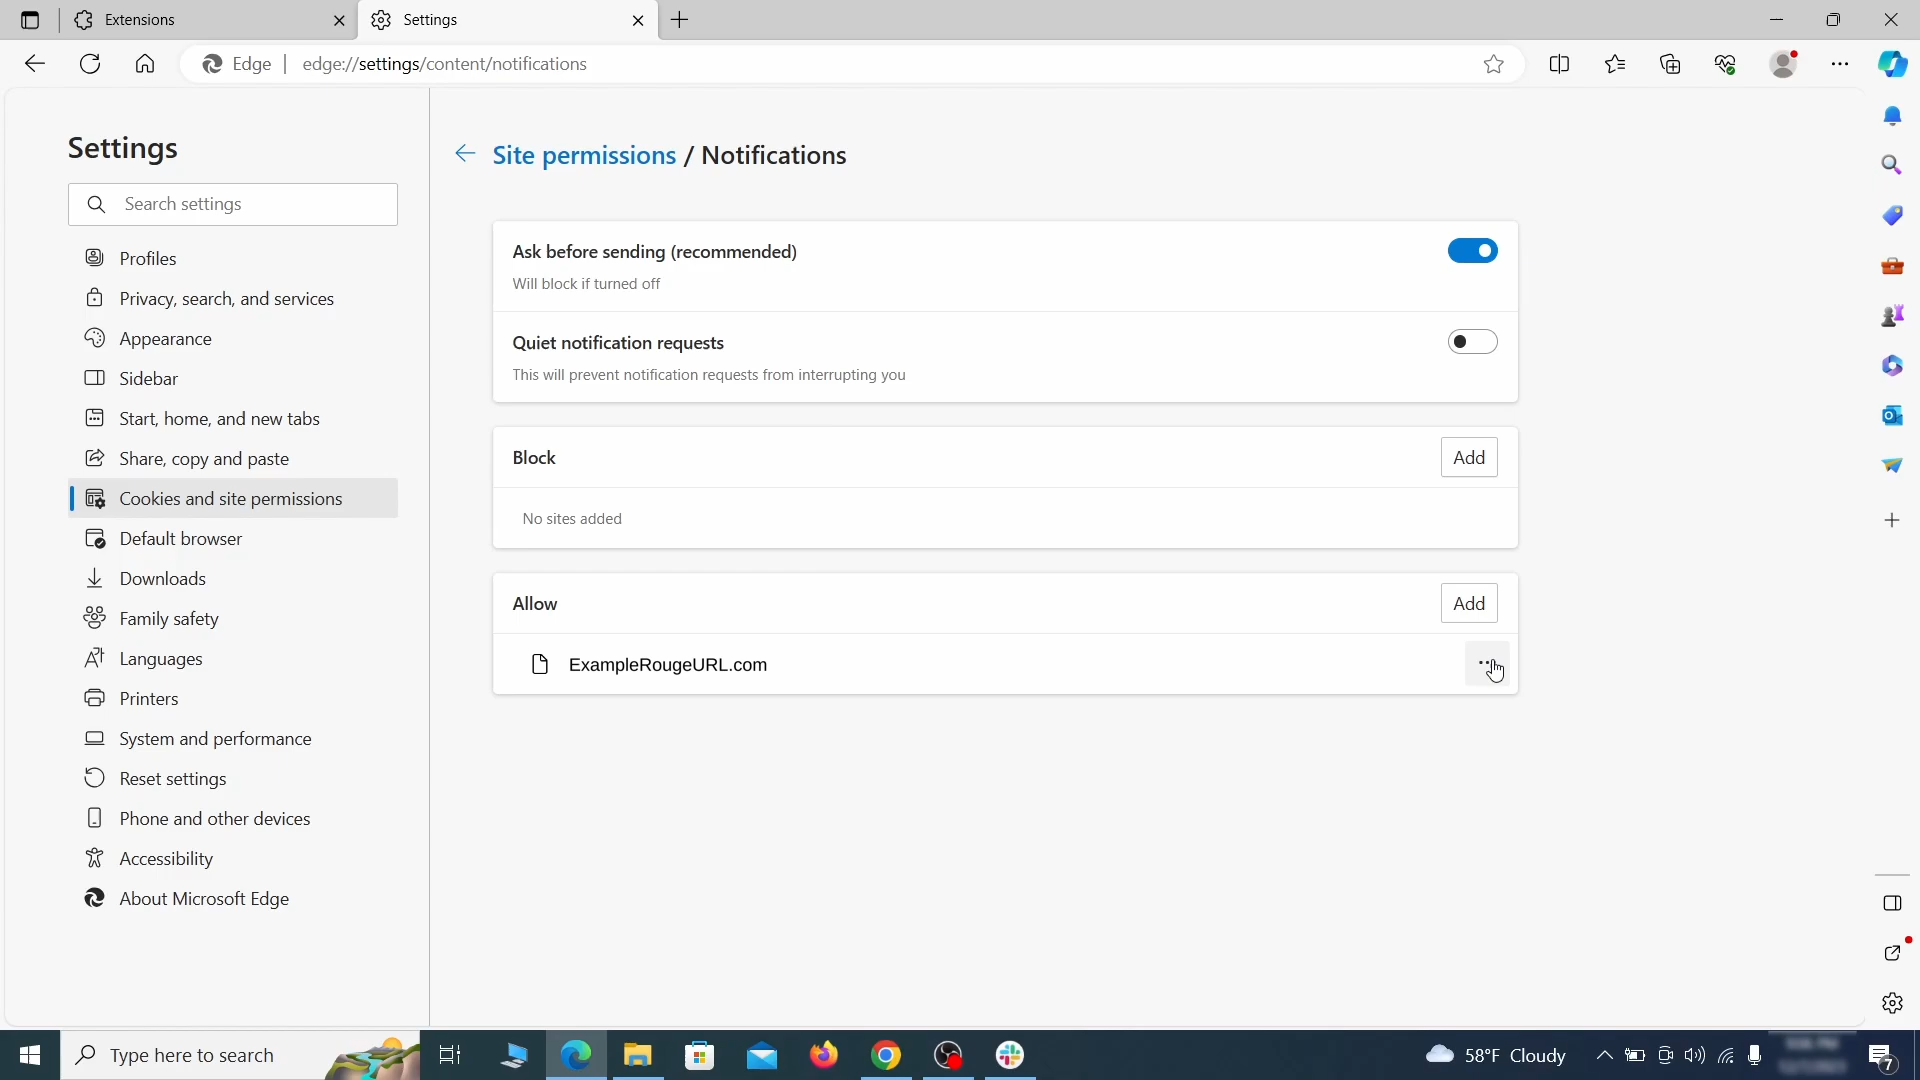 Extensions
Settings
Edge
edge://settings/content/notifications
Settings
Search settings
Profiles
Privacy, search, and services
Appearance
Sidebar
Start, home, and new tabs
Share, copy and paste
Cookies and site permissions
Default browser
Downloads
Family safety
Languages
Printers
System and performance
Reset settings
Phone and other devices
Accessibility
About Microsoft Edge
Site permissions / Notifications
Ask before sending (recommended)
Will block if turned off
Quiet notification requests
This will prevent notification requests from interrupting you
Block
Add
No sites added
Allow
Add
ExampleRougeURL.com
Type here to search
58°F Cloudy
7